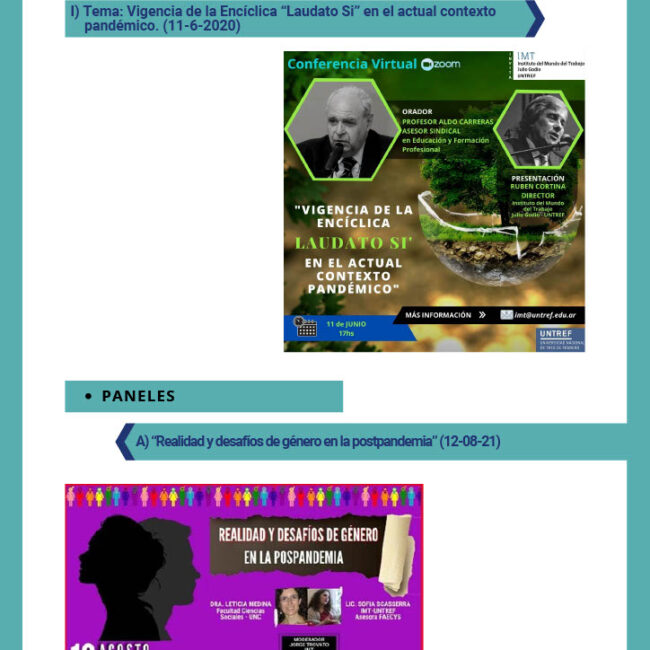 I) Tema: Vigencia de la Encíclica “Laudato Si” en el actual contexto
pandémico. (11-6-2020)
Conferencia Virtual zoom
IMT
Instituto del Mundo del Trabajo
Julio Godio
UNTREF
ORADOR
PROFESOR ALDO CARRERAS
ASESOR SINDICAL
en Educación y Formación
Profesional
PRESENTACIÓN
RUBEN CORTINA
DIRECTOR
Instituto del Mundo
del Trabajo
Julio Godio - UNTREF
"VIGENCIA DE LA
ENCÍCLICA
LAUDATO SI'
EN EL ACTUAL
CONTEXTO
PANDÉMICO"
MÁS INFORMACIÓN
imt@untref.edu.ar
11 de JUNIO
17hs
UNTREF
UNIVERSIDAD NACIONAL
DE TRES DE FEBRERO
• PANELES
A) “Realidad y desafíos de género en la postpandemia” (12-08-21)
REALIDAD Y DESAFÍOS DE GÉNERO
EN LA POSPANDEMIA
DRA. LETICIA MEDINA
Facultad Ciencias
Sociales - UNC
LIC. SOFIA SCASSERRA
IMT-UNTREF
Asesora FAECYS
MODERADOR
JORGE TROVATO
IMT
AGOSTO